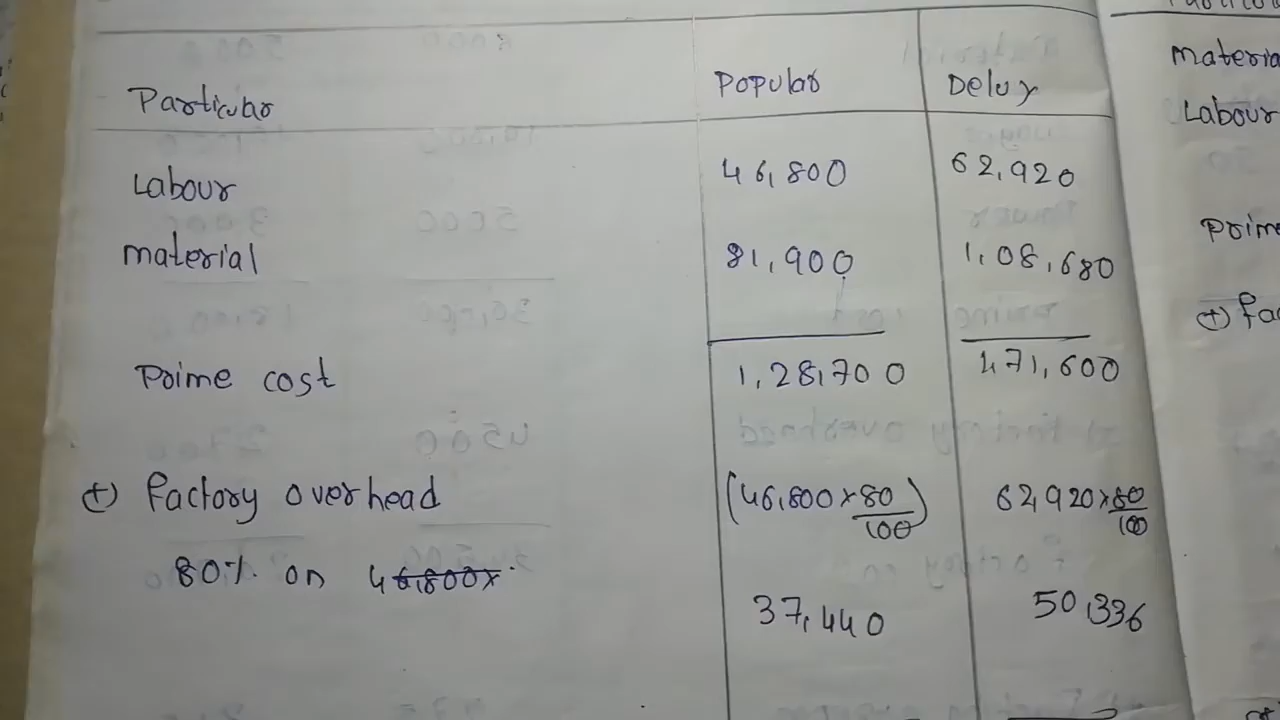 Particular Popular Delux
Labour 46,800 62,920
material 81,900 1,08,680
Prime cost 1,28,700 1,71,600
(+) factory overhead (46,800 x 80/100) 62,920 x 80/100
80% on 46,800x
37,440 50,336
materia
Labour
Prime
(+) fac